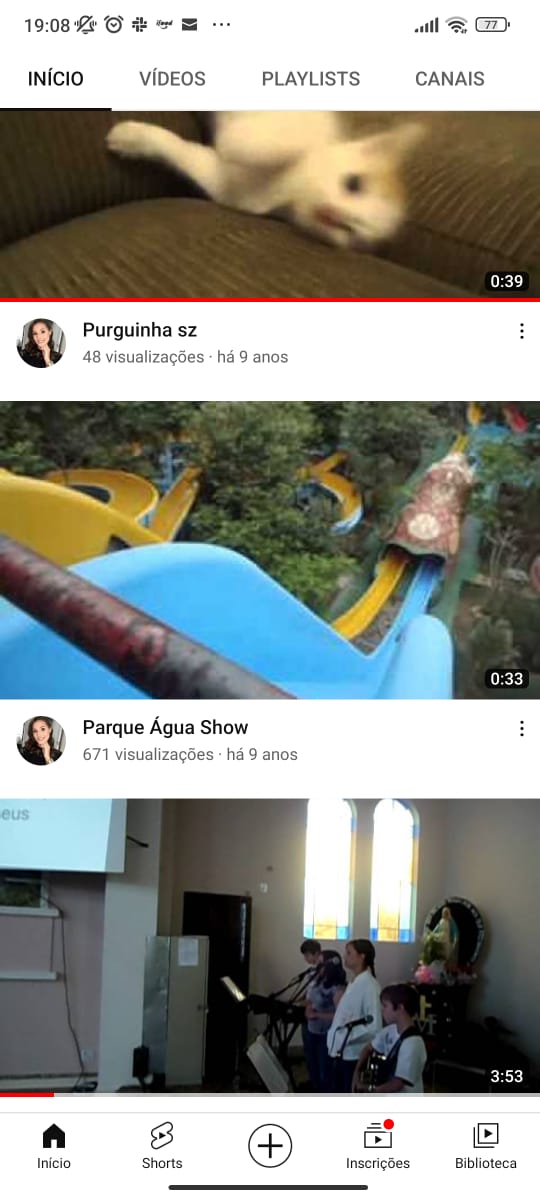 19:08
77
INÍCIO VÍDEOS PLAYLISTS CANAIS
0:39
Purguinha sz
48 visualizações · há 9 anos
0:33
Parque Água Show
671 visualizações · há 9 anos
eus
3:53
Início Shorts Inscrições Biblioteca